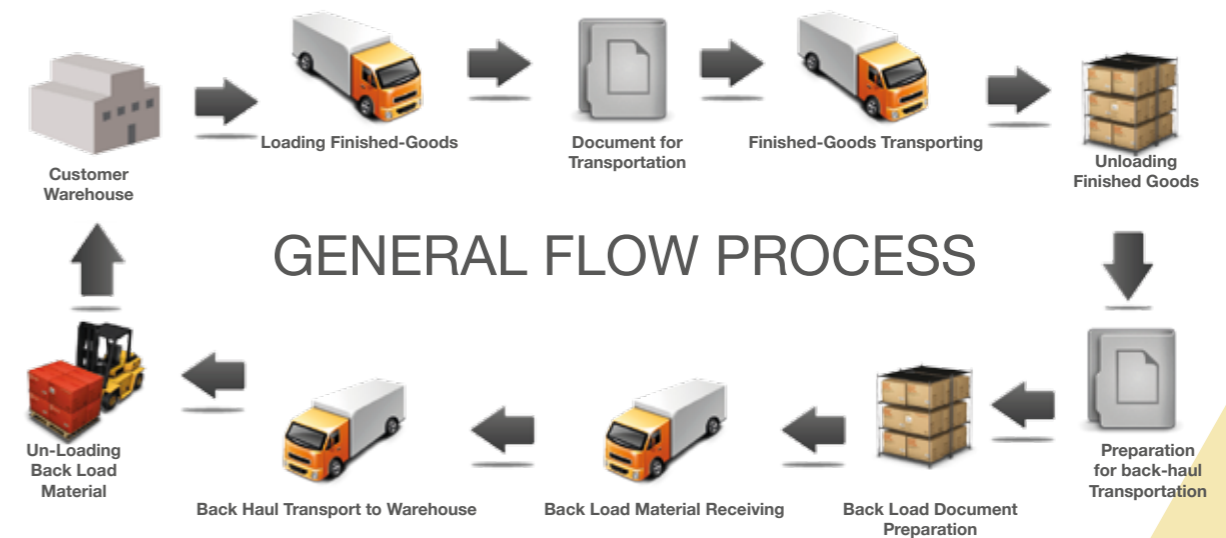 Loading Finished-Goods
Document for
Transportation
Finished-Goods Transporting
Unloading
Finished Goods
Customer
Warehouse
GENERAL FLOW PROCESS
Un-Loading
Back Load
Material
Back Haul Transport to Warehouse
Back Load Material Receiving
Back Load Document
Preparation
Preparation
for back-haul
Transportation